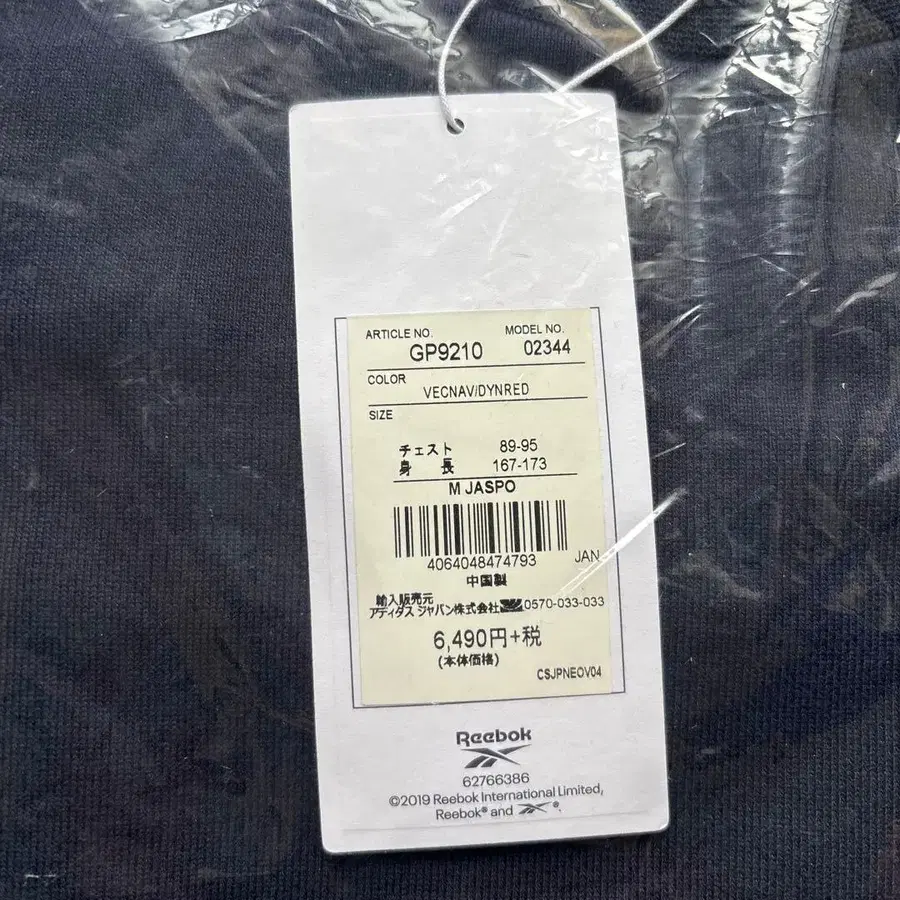 ARTICLE NO. MODEL NO.
GP9210 02344
COLOR
VECNAV/DYNRED
SIZE
チェスト 89-95
身 長 167-173
M JASPO
4064048474793 JAN
中国製
輸入販売元
アディダス ジャパン株式会社 0570-033-033
6,490円+税
(本体価格)
CSJPNEOV04
Reebok
62766386
©2019 Reebok International Limited,
Reebok® and ®.